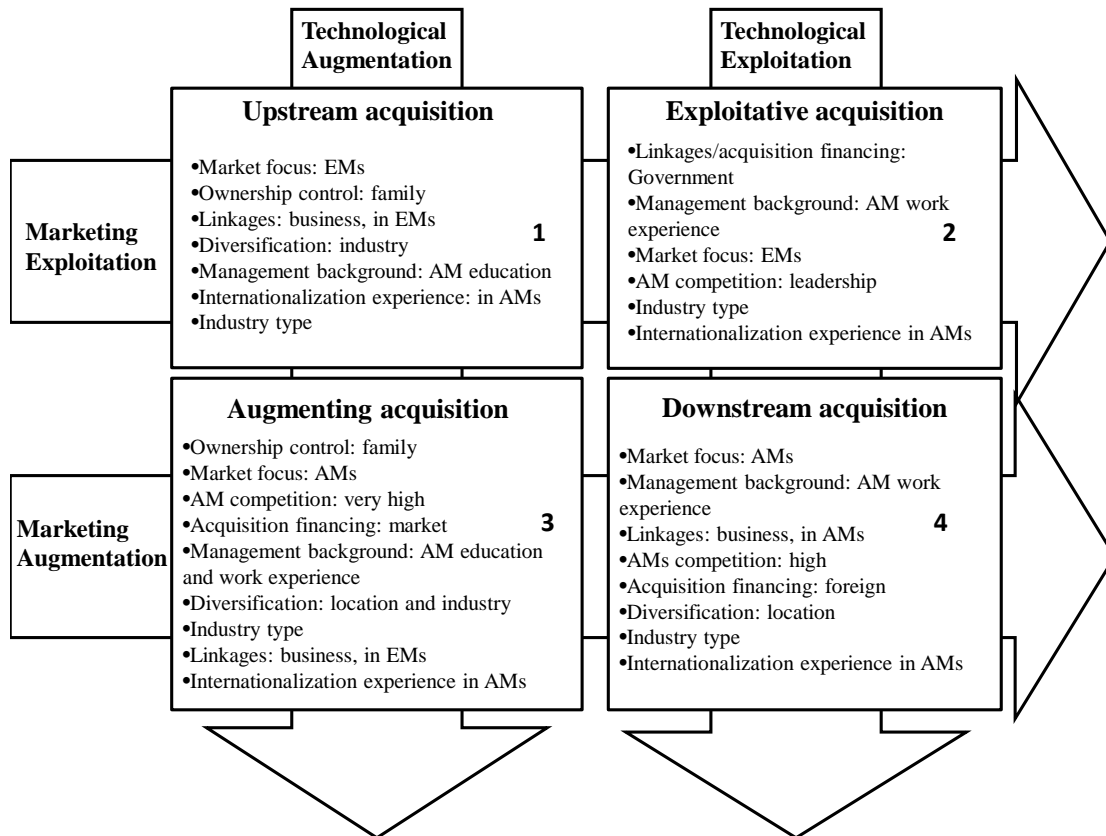 Technological
Augmentation
Technological
Exploitation
Marketing
Exploitation
Upstream acquisition
•Market focus: EMs
•Ownership control: family
•Linkages: business, in EMs
•Diversification: industry
•Management background: AM education
•Internationalization experience: in AMs
•Industry type
1
Exploitative acquisition
•Linkages/acquisition financing:
Government
•Management background: AM work
experience
•Market focus: EMs
•AM competition: leadership
•Industry type
•Internationalization experience in AMs
2
Marketing
Augmentation
Augmenting acquisition
•Ownership control: family
•Market focus: AMs
•AM competition: very high
•Acquisition financing: market
•Management background: AM education
and work experience
•Diversification: location and industry
•Industry type
•Linkages: business, in EMs
•Internationalization experience in AMs
3
Downstream acquisition
•Market focus: AMs
•Management background: AM work
experience
•Linkages: business, in AMs
•AMs competition: high
•Acquisition financing: foreign
•Diversification: location
•Industry type
•Internationalization experience in AMs
4